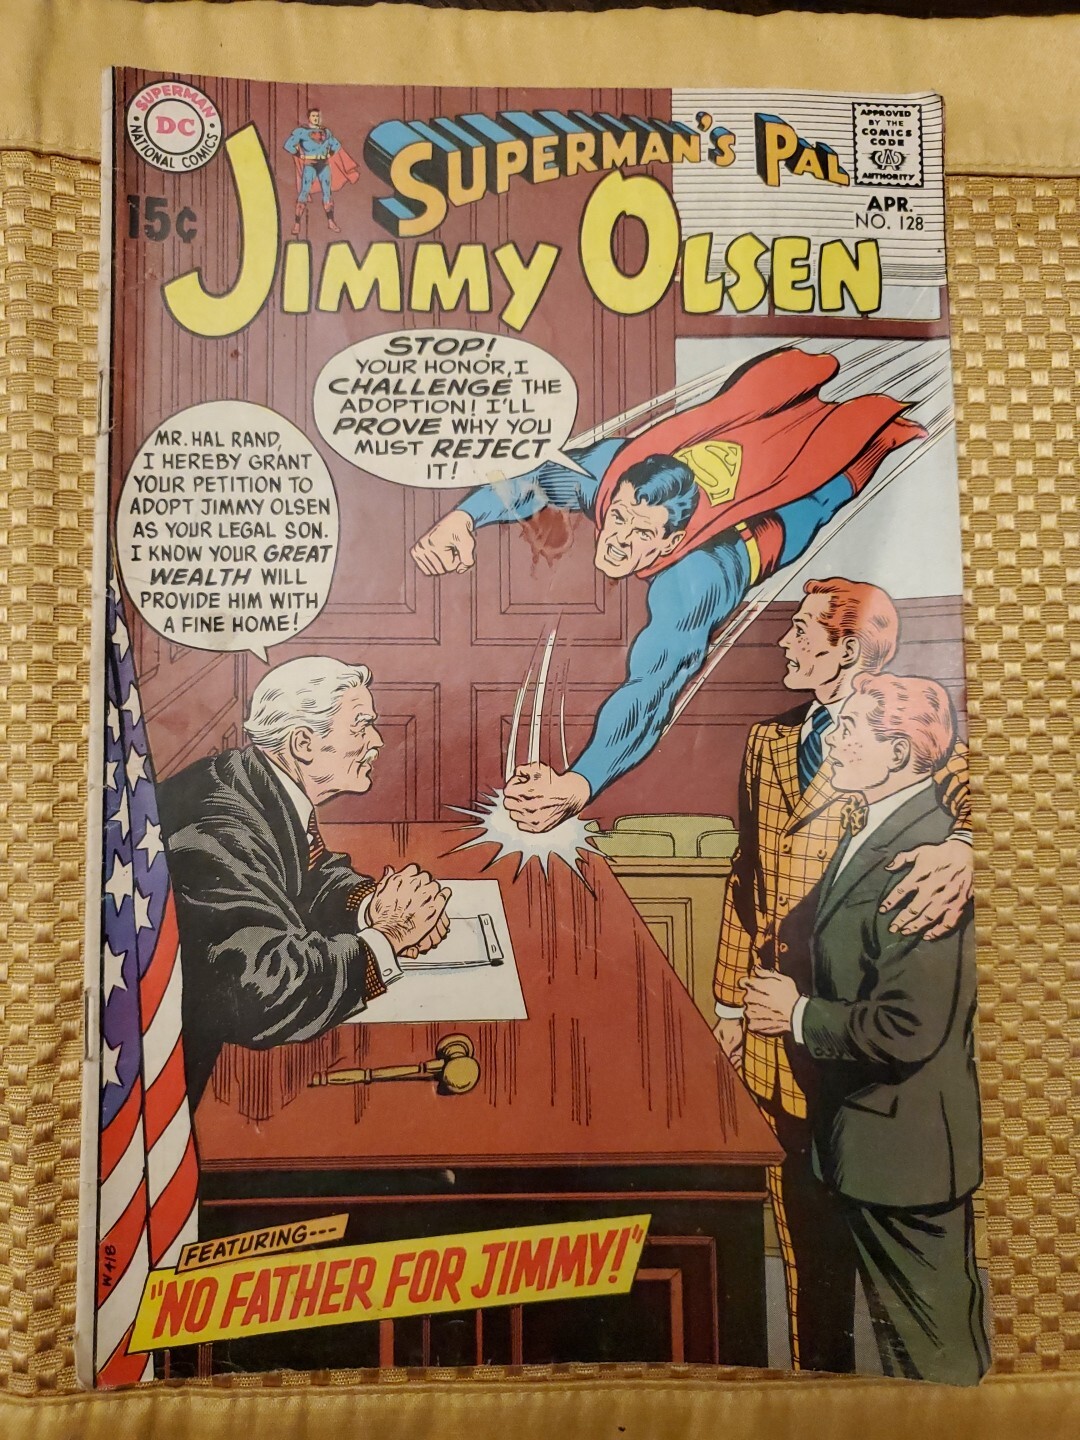 SUPERMAN
DC
NATIONAL COMICS
15¢
SUPERMAN'S PAL
JIMMY OLSEN
APPROVED
BY THE
COMICS
CODE
CA
AUTHORITY
APR.
NO. 128
STOP!
YOUR HONOR, I
CHALLENGE THE
ADOPTION! I'LL
PROVE WHY YOU
MUST REJECT
IT!
MR. HAL RAND,
I HEREBY GRANT
YOUR PETITION TO
ADOPT JIMMY OLSEN
AS YOUR LEGAL SON.
I KNOW YOUR GREAT
WEALTH WILL
PROVIDE HIM WITH
A FINE HOME!
S
W418
FEATURING---
"NO FATHER FOR JIMMY!"